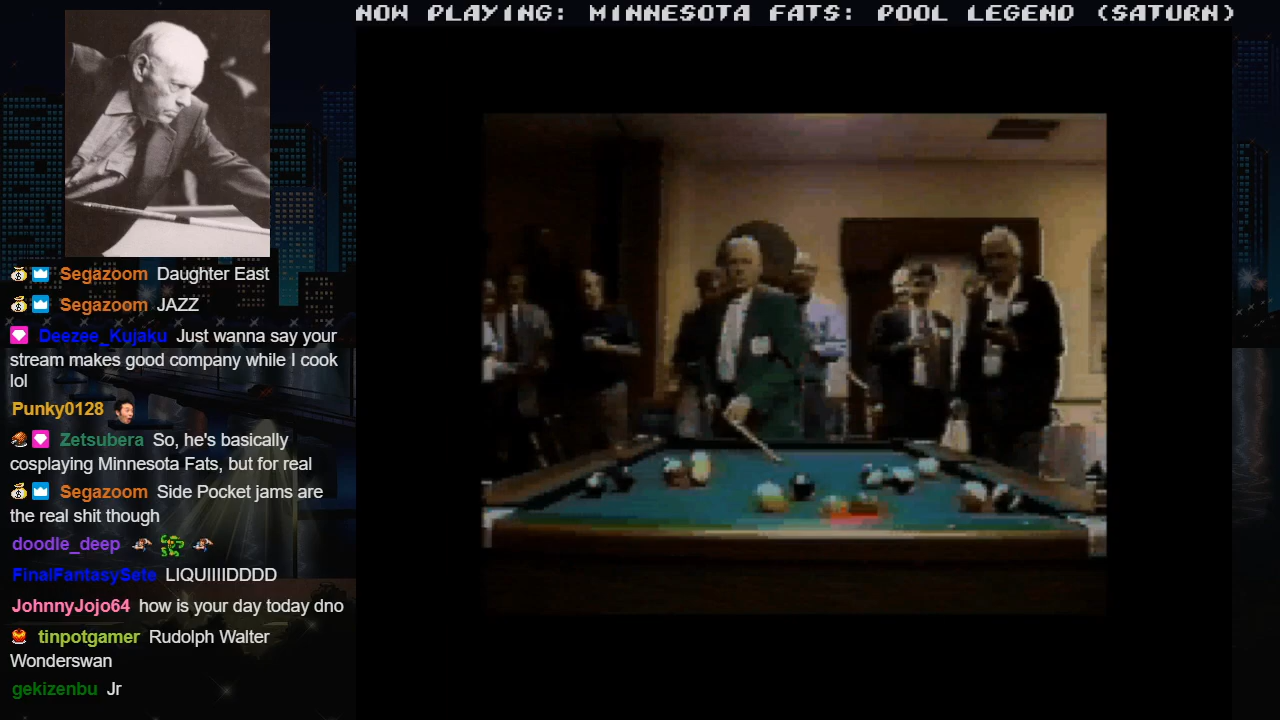 NOW PLAYING: MINNESOTA FATS: POOL LEGEND (SATURN)
Segazoom Daughter East
Segazoom JAZZ
Deezee_Kujaku Just wanna say your
stream makes good company while I cook
lol
Punky0128
Zetsubera So, he's basically
cosplaying Minnesota Fats, but for real
Segazoom Side Pocket jams are
the real shit though
doodle_deep
FinalFantasySete LIQUIIIIDDDD
JohnnyJojo64 how is your day today dno
tinpotgamer Rudolph Walter
Wonderswan
gekizenbu Jr